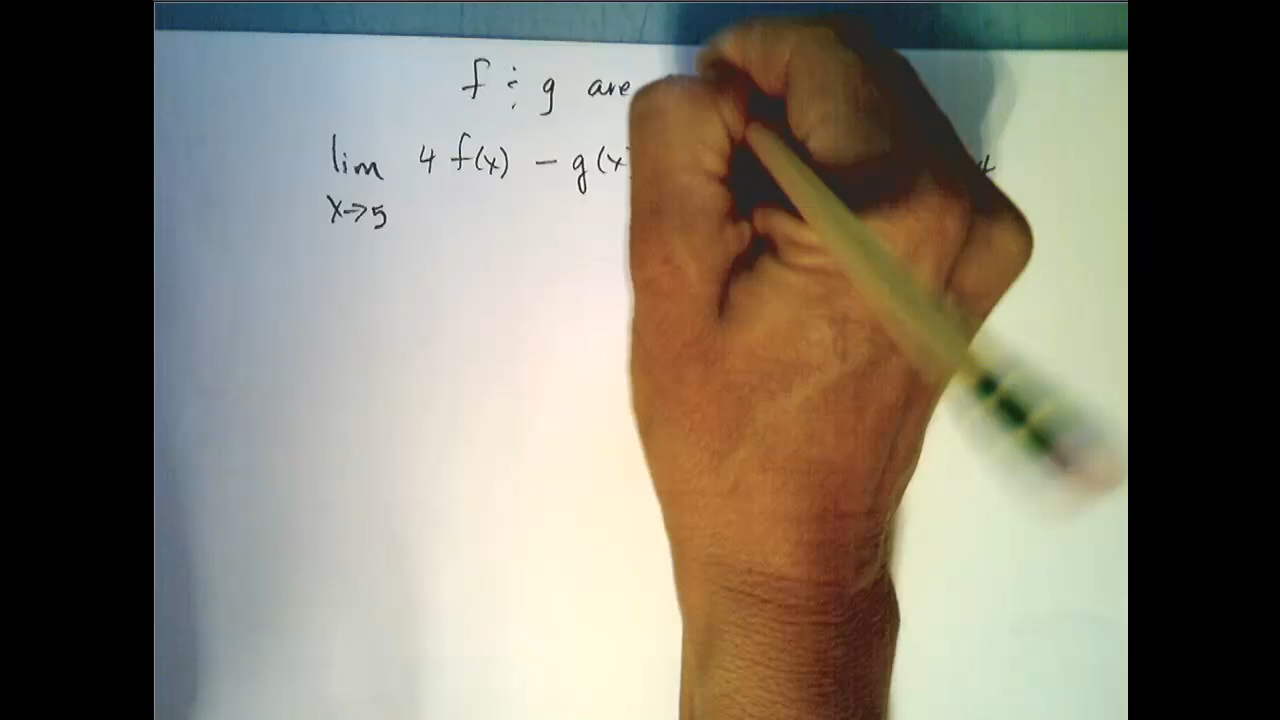 f & g are
lim 4 f(x) - g(x)
x→5